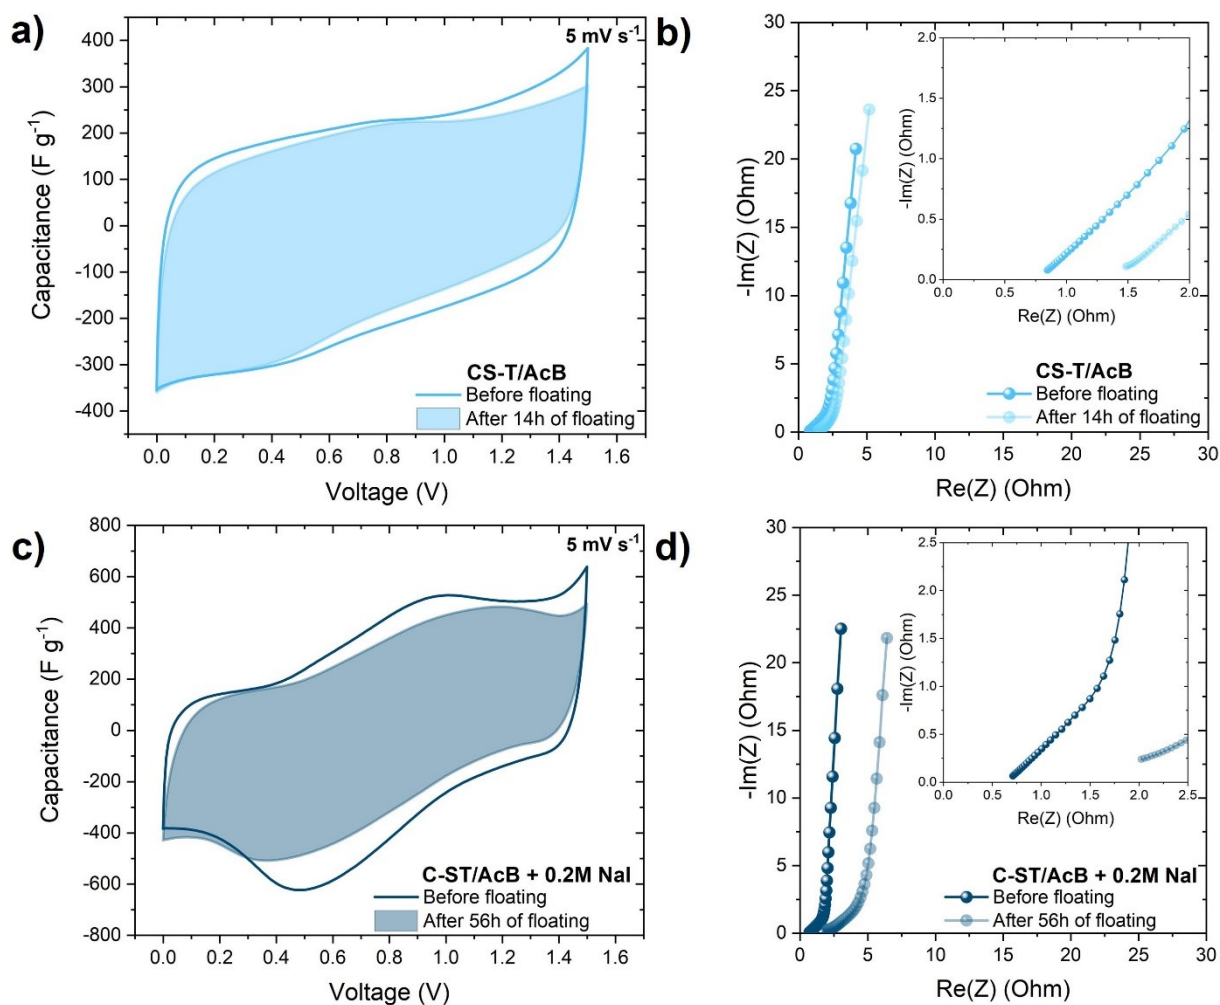 a)
5 mV s⁻¹
400
300
200
100
0
-100
-200
-300
-400
Capacitance (F g⁻¹)
CS-T/AcB
Before floating
After 14h of floating
0.0 0.2 0.4 0.6 0.8 1.0 1.2 1.4 1.6
Voltage (V)
b)
30
25
20
15
10
5
0
-Im(Z) (Ohm)
2.0
1.5
1.0
0.5
0.0
-Im(Z) (Ohm)
0.0 0.5 1.0 1.5 2.0
Re(Z) (Ohm)
CS-T/AcB
Before floating
After 14h of floating
0 5 10 15 20 25 30
Re(Z) (Ohm)
c)
5 mV s⁻¹
800
600
400
200
0
-200
-400
-600
-800
Capacitance (F g⁻¹)
C-ST/AcB + 0.2M NaI
Before floating
After 56h of floating
0.0 0.2 0.4 0.6 0.8 1.0 1.2 1.4 1.6
Voltage (V)
d)
30
25
20
15
10
5
0
-Im(Z) (Ohm)
2.5
2.0
1.5
1.0
0.5
0.0
-Im(Z) (Ohm)
0.0 0.5 1.0 1.5 2.0 2.5
Re(Z) (Ohm)
C-ST/AcB + 0.2M NaI
Before floating
After 56h of floating
0 5 10 15 20 25 30
Re(Z) (Ohm)